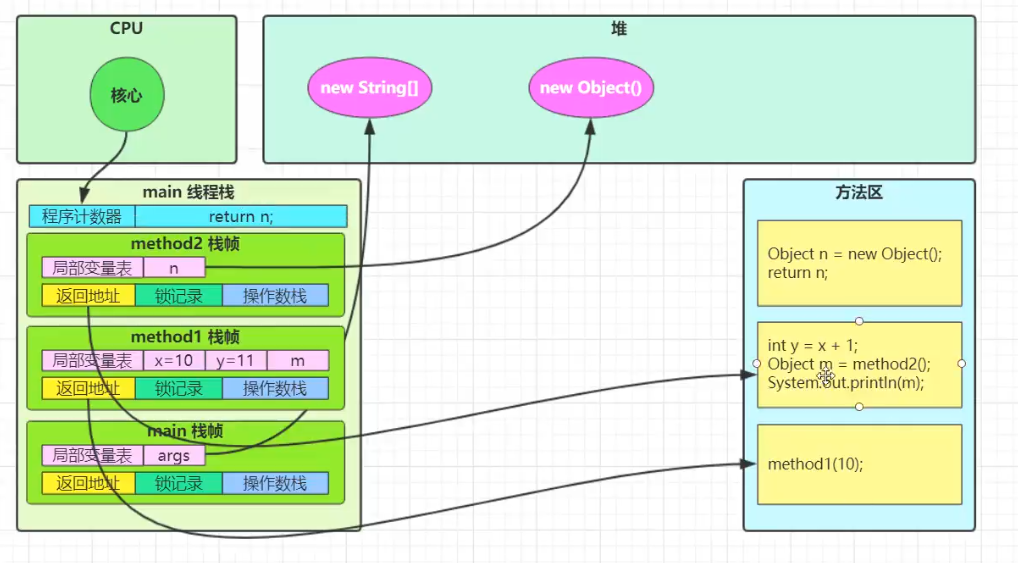 CPU
核心
堆
new String[]
new Object()
main 线程栈
程序计数器 return n;
method2 栈帧
局部变量表 n
返回地址 锁记录 操作数栈
method1 栈帧
局部变量表 x=10 y=11 m
返回地址 锁记录 操作数栈
main 栈帧
局部变量表 args
返回地址 锁记录 操作数栈
方法区
Object n = new Object();
return n;
int y = x + 1;
Object m = method2();
System.out.println(m);
method1(10);